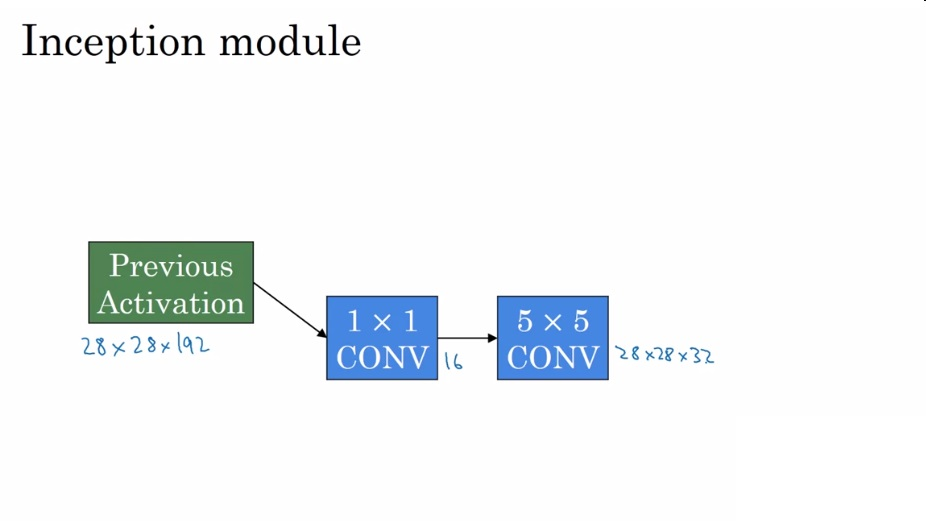 Inception module
Previous
Activation
28×28×192
1 × 1
CONV
16
5 × 5
CONV
28×28×32